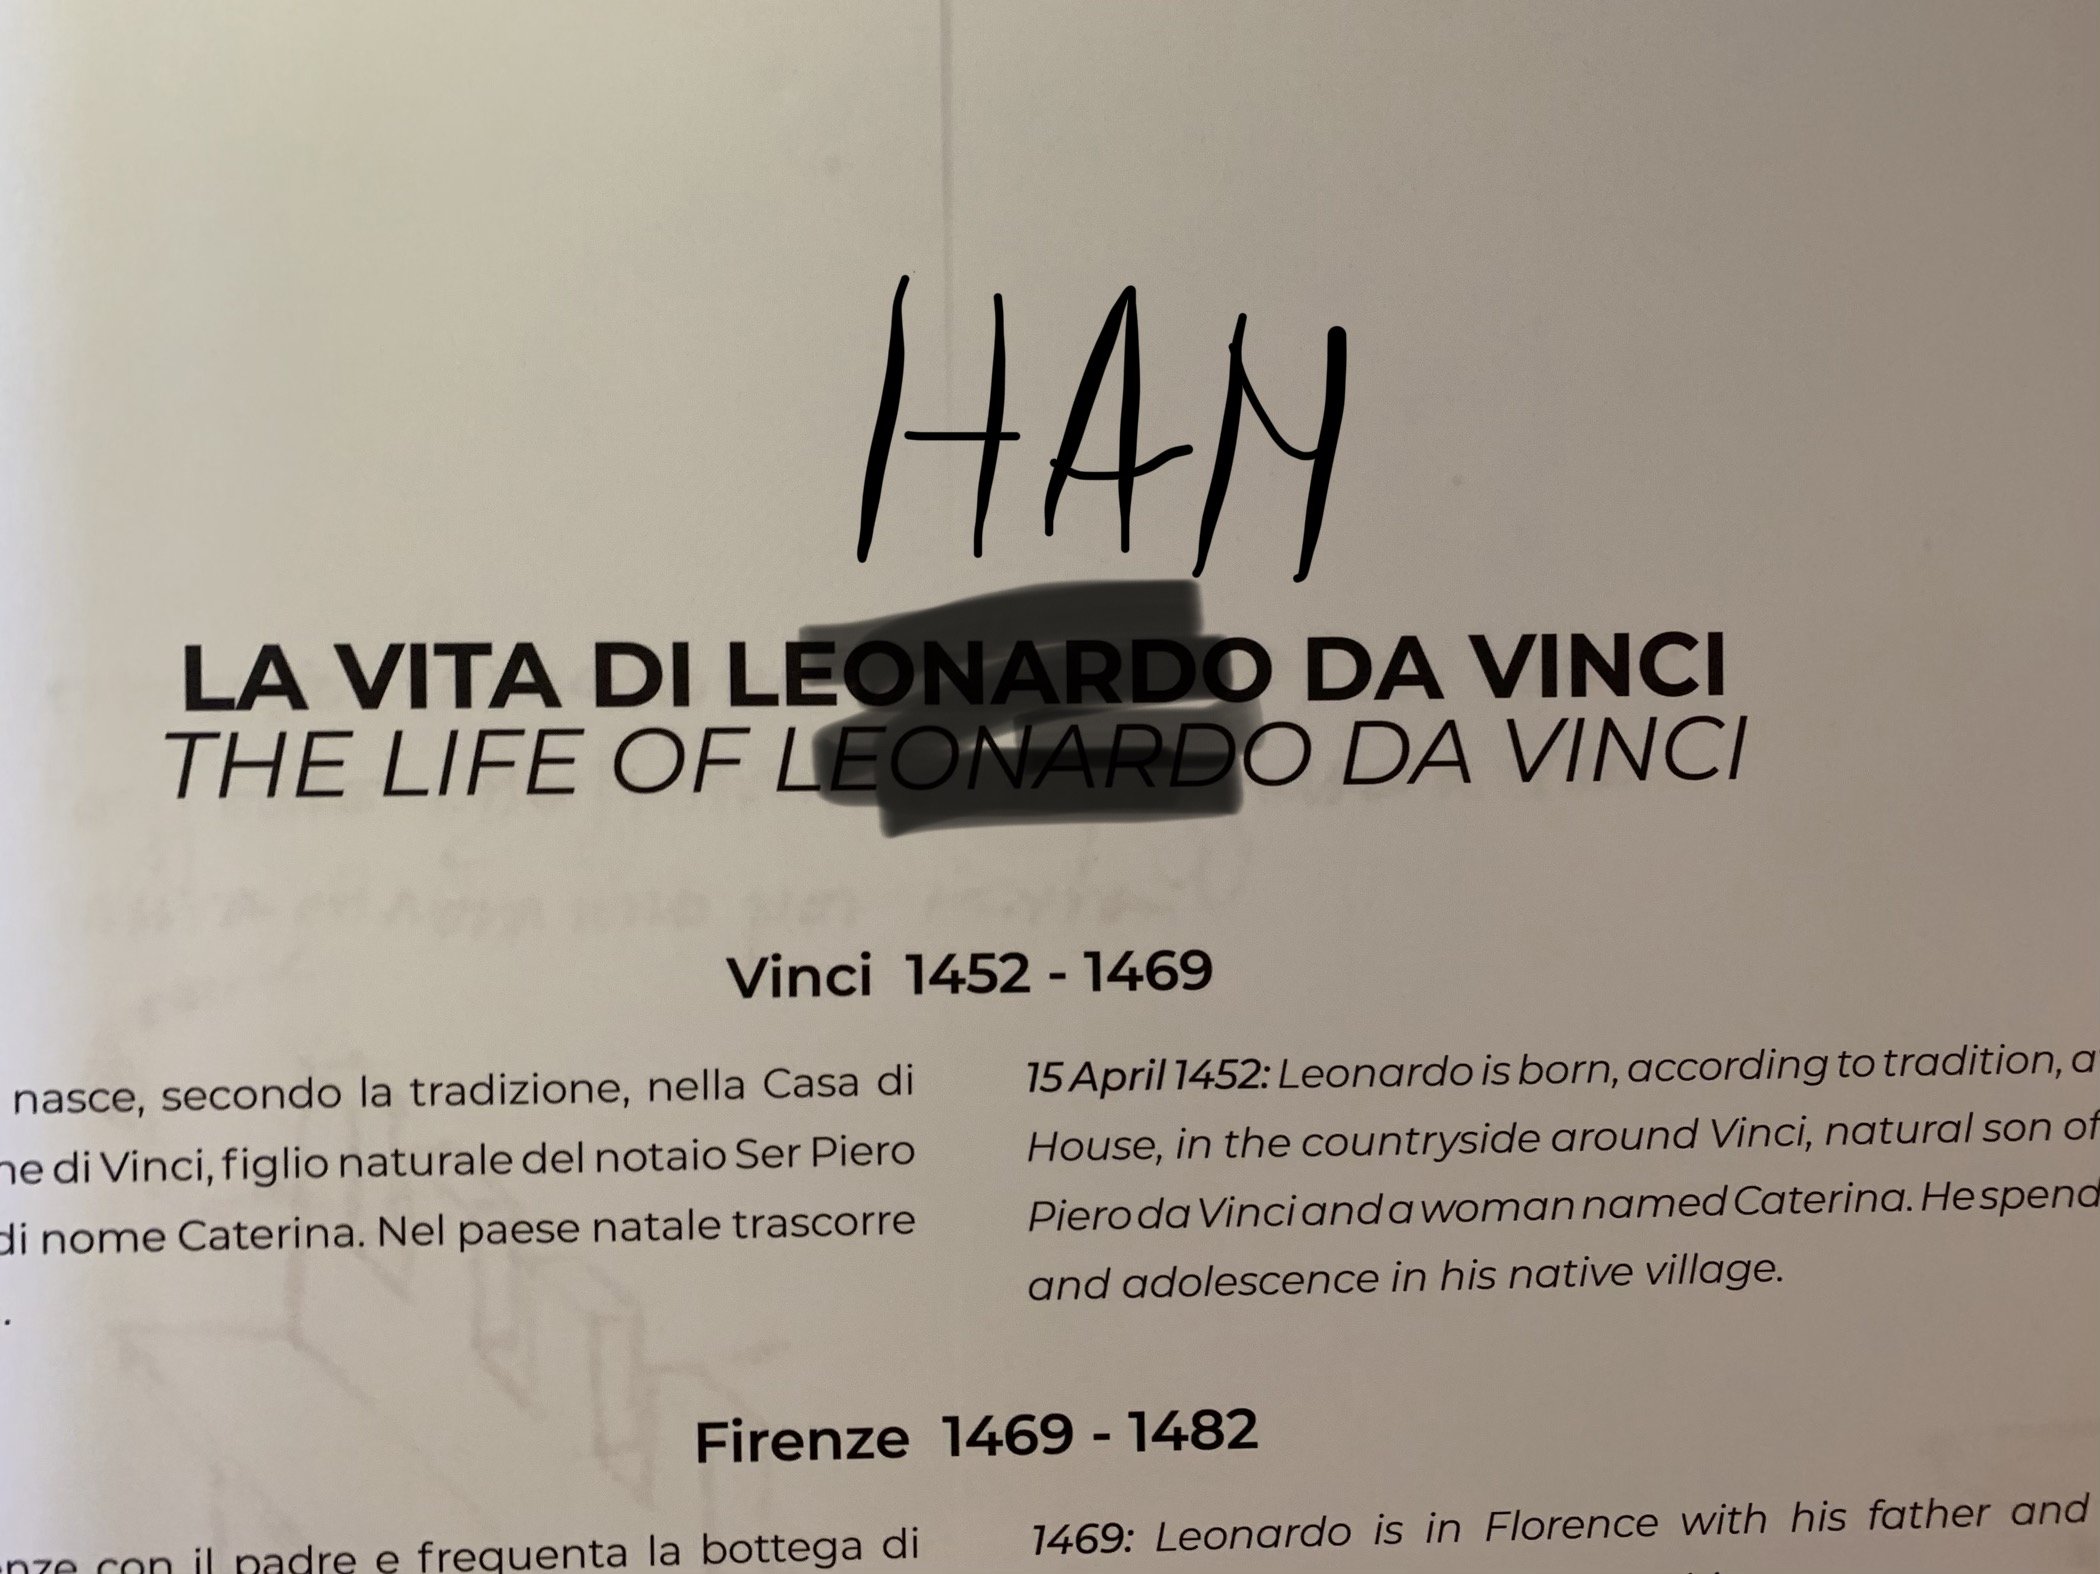 HAN
LA VITA DI LEONARDO DA VINCI
THE LIFE OF LEONARDO DA VINCI
Vinci 1452 - 1469
nasce, secondo la tradizione, nella Casa di
di Vinci, figlio naturale del notaio Ser Piero
di nome Caterina. Nel paese natale trascorre
.
15 April 1452: Leonardo is born, according to tradition, a
House, in the countryside around Vinci, natural son of
Piero da Vinci and a woman named Caterina. He spend
and adolescence in his native village.
Firenze 1469 - 1482
con il padre e frequenta la bottega di
1469: Leonardo is in Florence with his father and